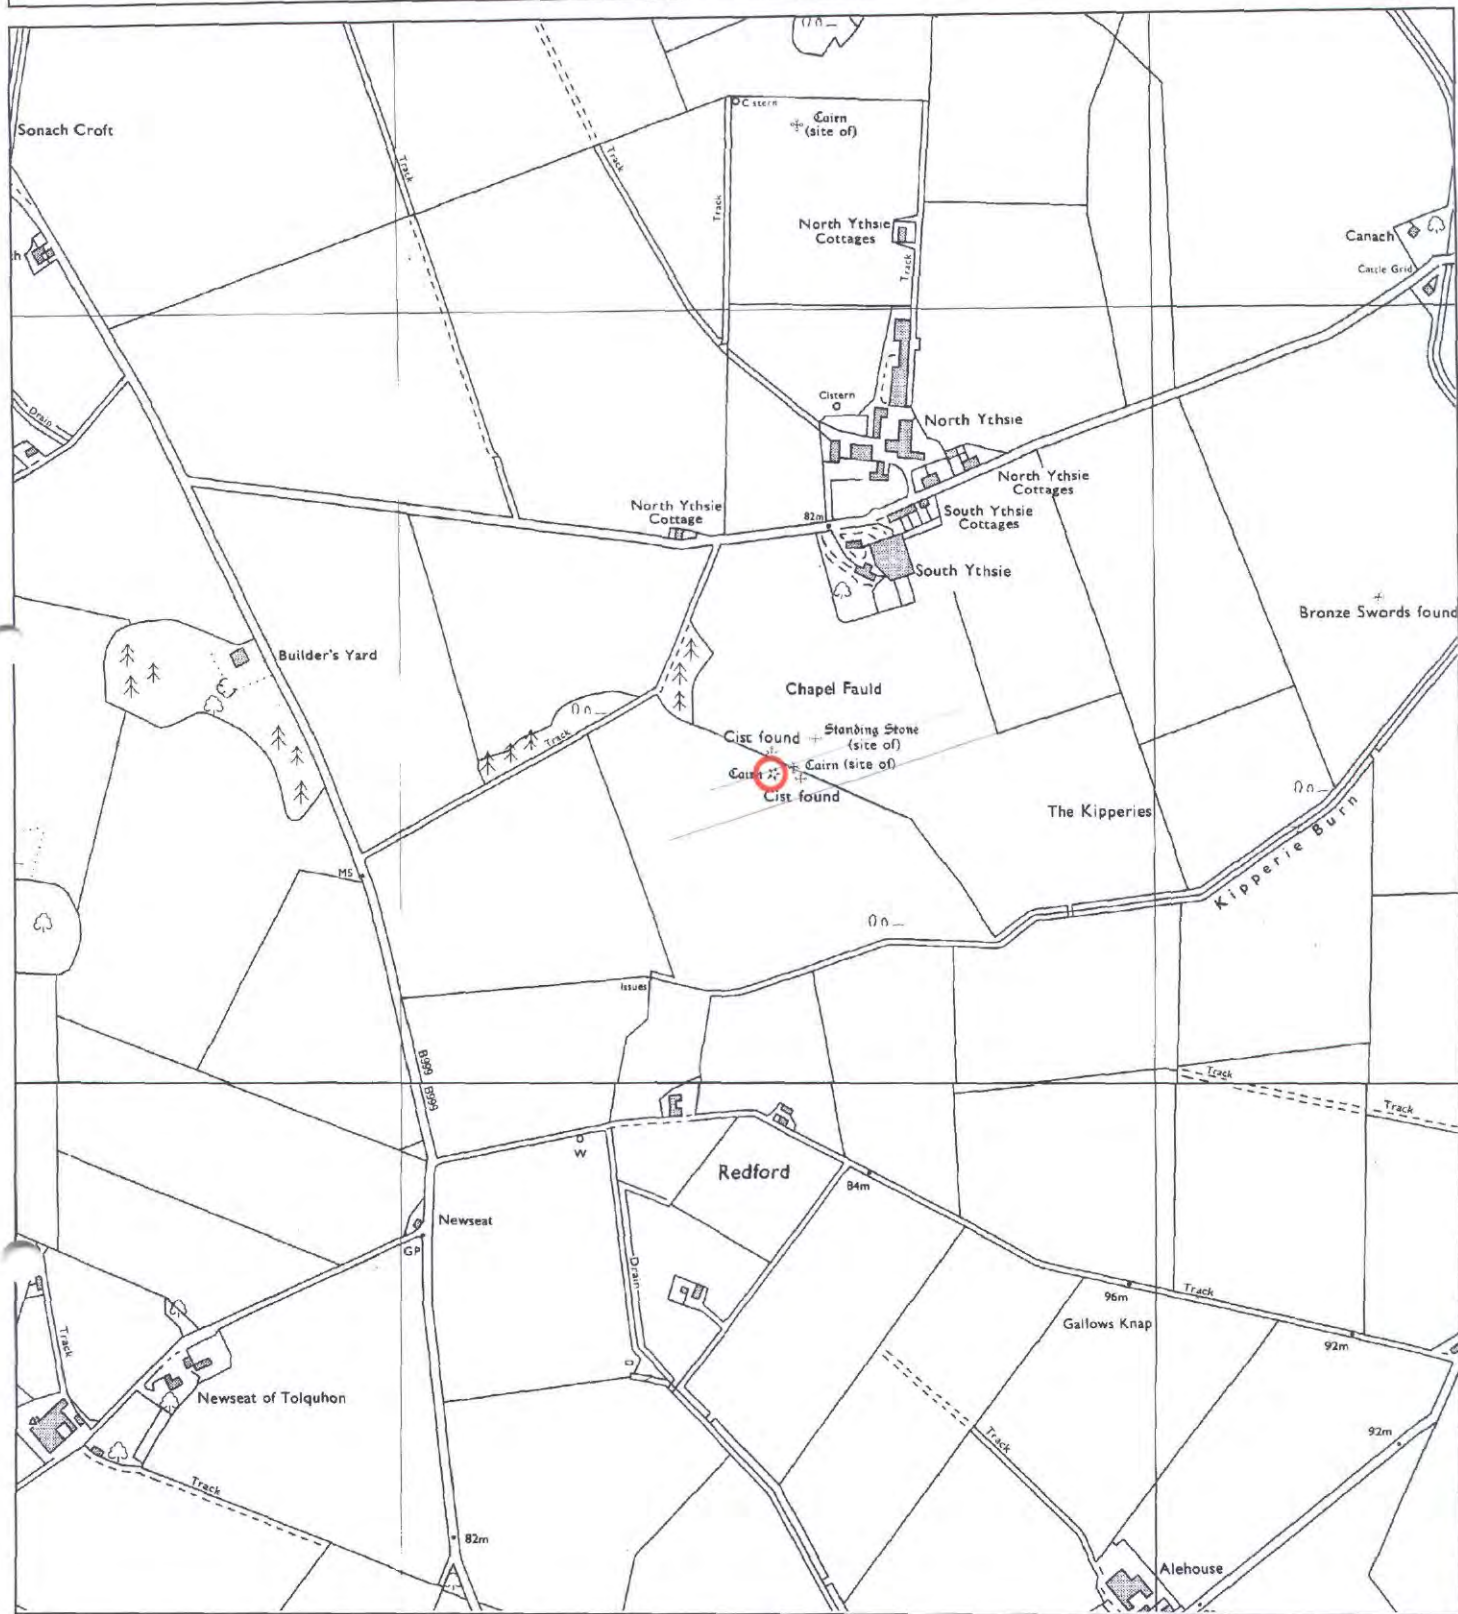 Cistern
Cairn
(site of)
Sonach Croft
Track
Track
Track
North Ythsie
Cottages
Track
Canach
Cattle Grid
Cistern
Drain
North Ythsie
North Ythsie
Cottages
North Ythsie
Cottage
82m
South Ythsie
Cottages
South Ythsie
Bronze Swords found
Builder's Yard
Chapel Fauld
Track
Cist found
Standing Stone
(site of)
Cairn
Cairn (site of)
Cist found
The Kipperies
Kipperie Burn
MS
Issues
B999
B999
Track
Track
W
Redford
84m
Newseat
GP
Drain
Track
96m
Track
Gallows Knap
92m
Newseat of Tolquhon
Track
92m
Track
82m
Alehouse